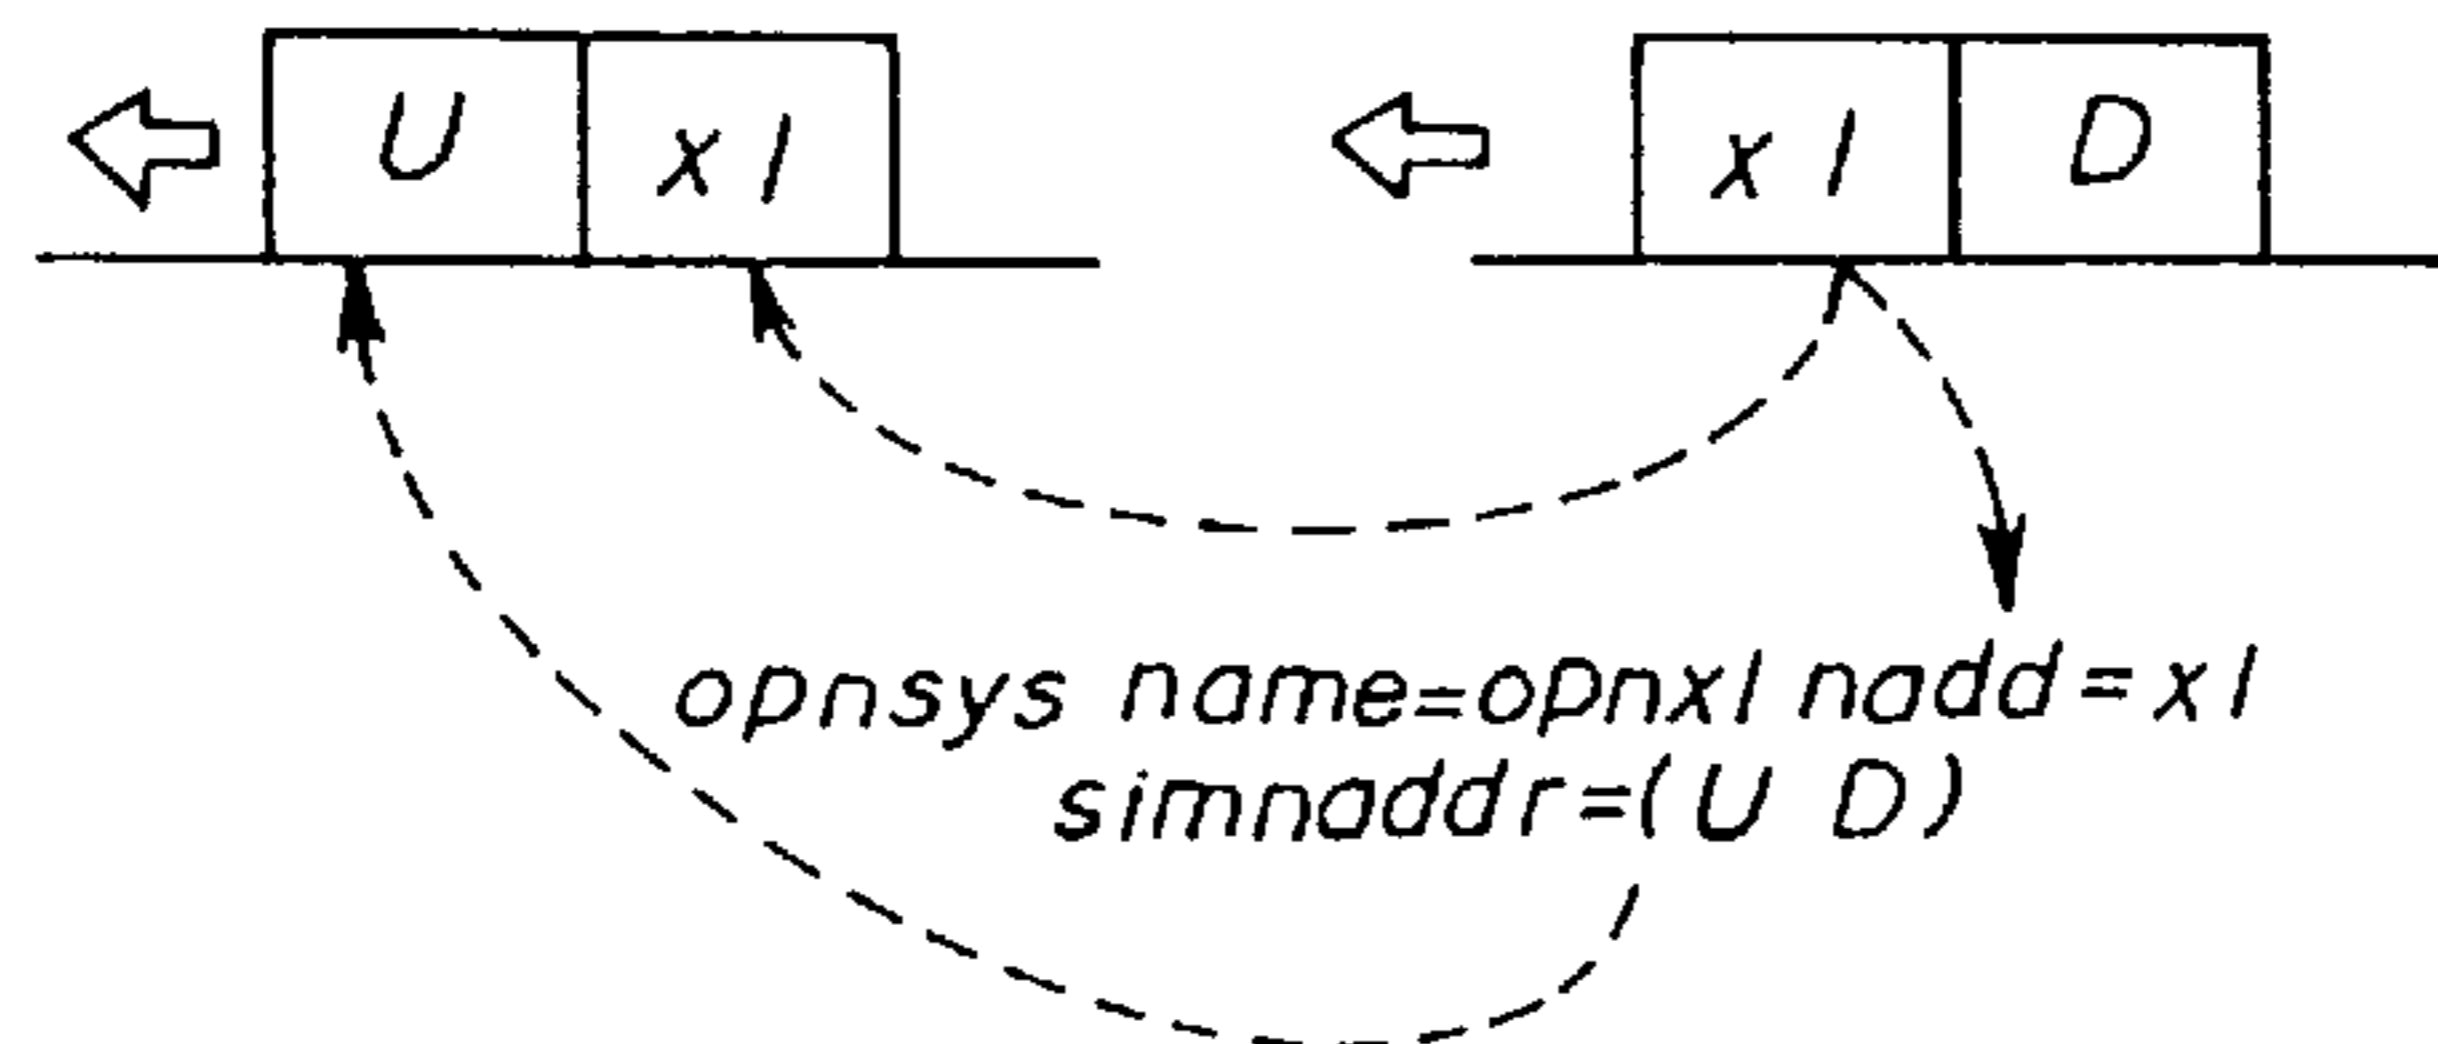 U x1 x1 D
opnsys name=opnx1 nadd=x1
simnaddr=(U D)